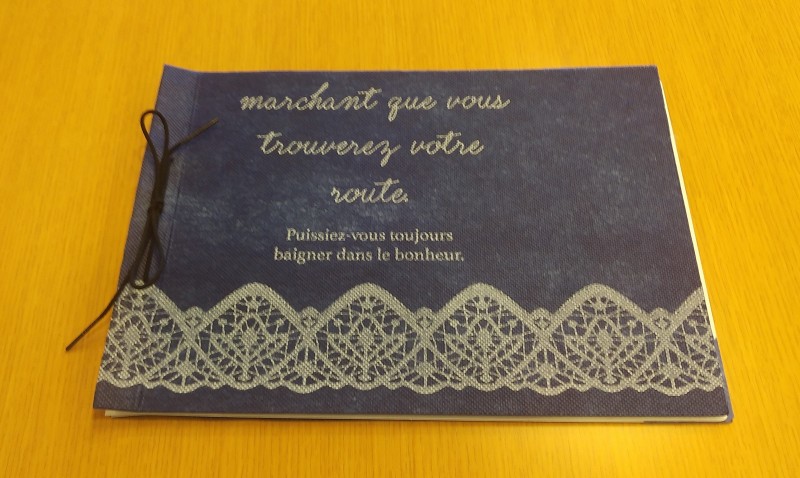 marchant que vous
trouverez votre
route.
Puissiez-vous toujours
baigner dans le bonheur.